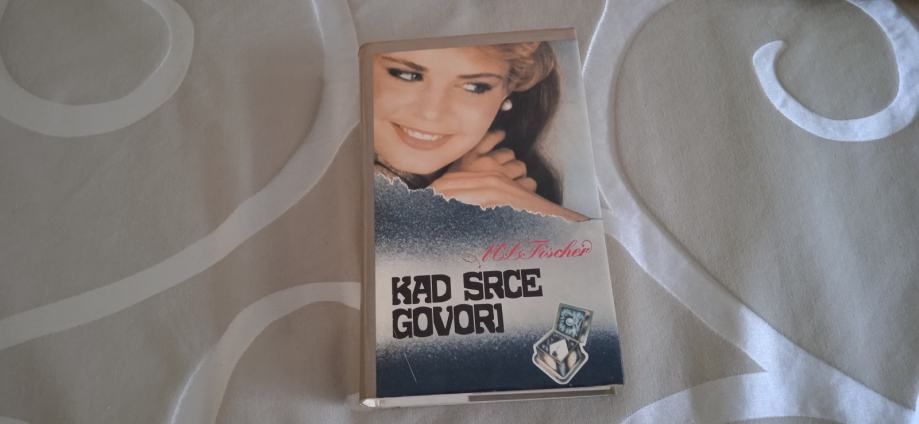 M.L.Fischer
KAD SRCE
GOVORI